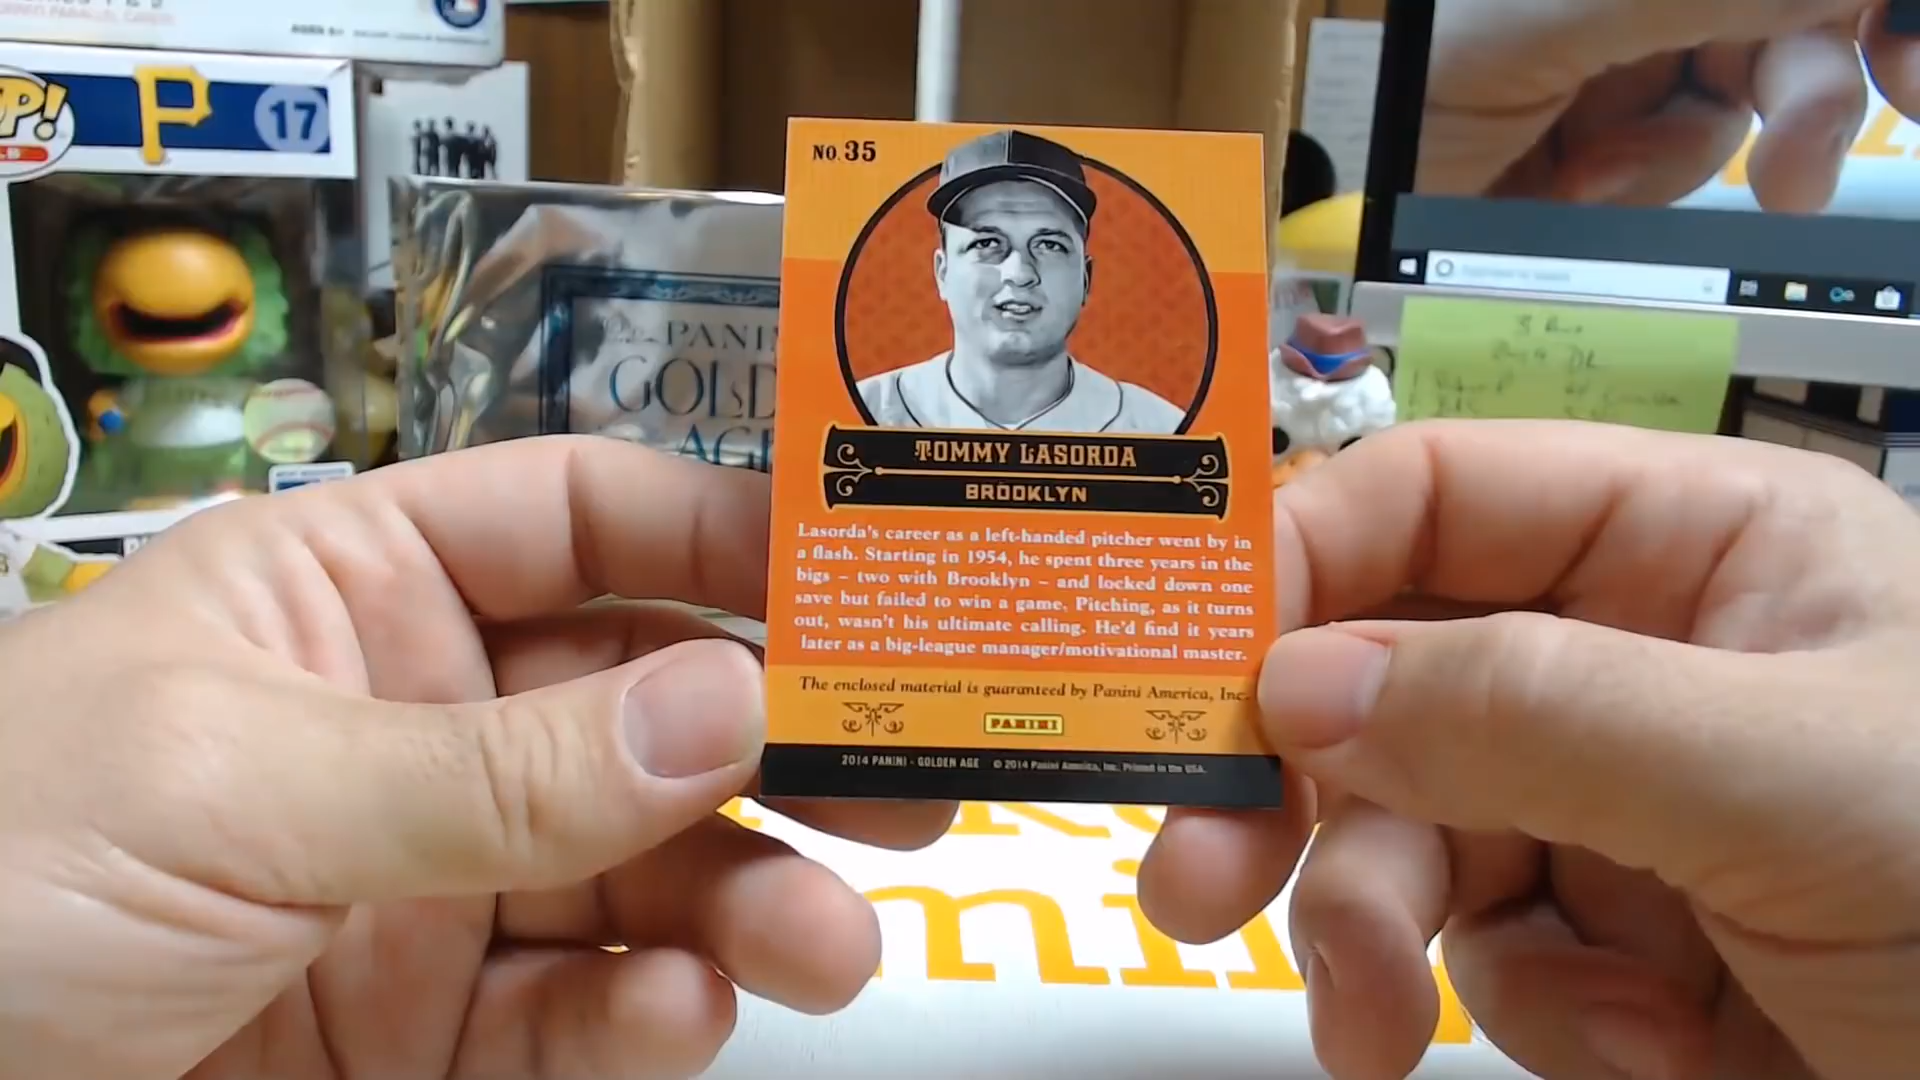 P!
P
17
PANINI
GOLD
AGE
NO. 35
TOMMY LASORDA
BROOKLYN
Lasorda's career as a left-handed pitcher went by in
a flash. Starting in 1954, he spent three years in the
bigs – two with Brooklyn – and locked down one
save but failed to win a game. Pitching, as it turns
out, wasn't his ultimate calling. He'd find it years
later as a big-league manager/motivational master.
The enclosed material is guaranteed by Panini America, Inc.
PANINI
2014 PANINI - GOLDEN AGE © 2014 Panini America, Inc. Printed in the USA.